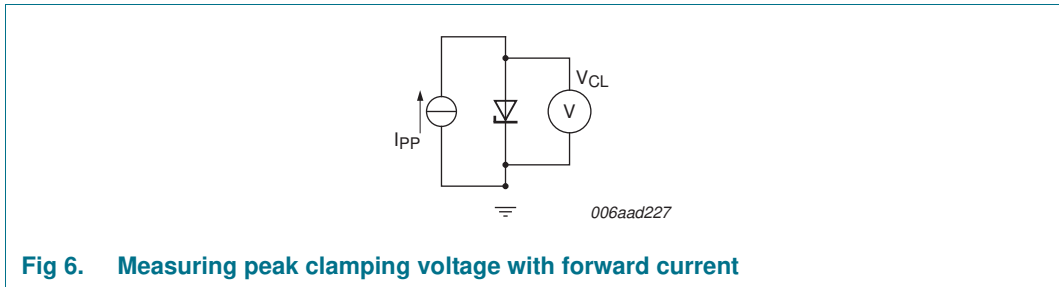 VCL
V
IPP
006aad227
Fig 6. Measuring peak clamping voltage with forward current